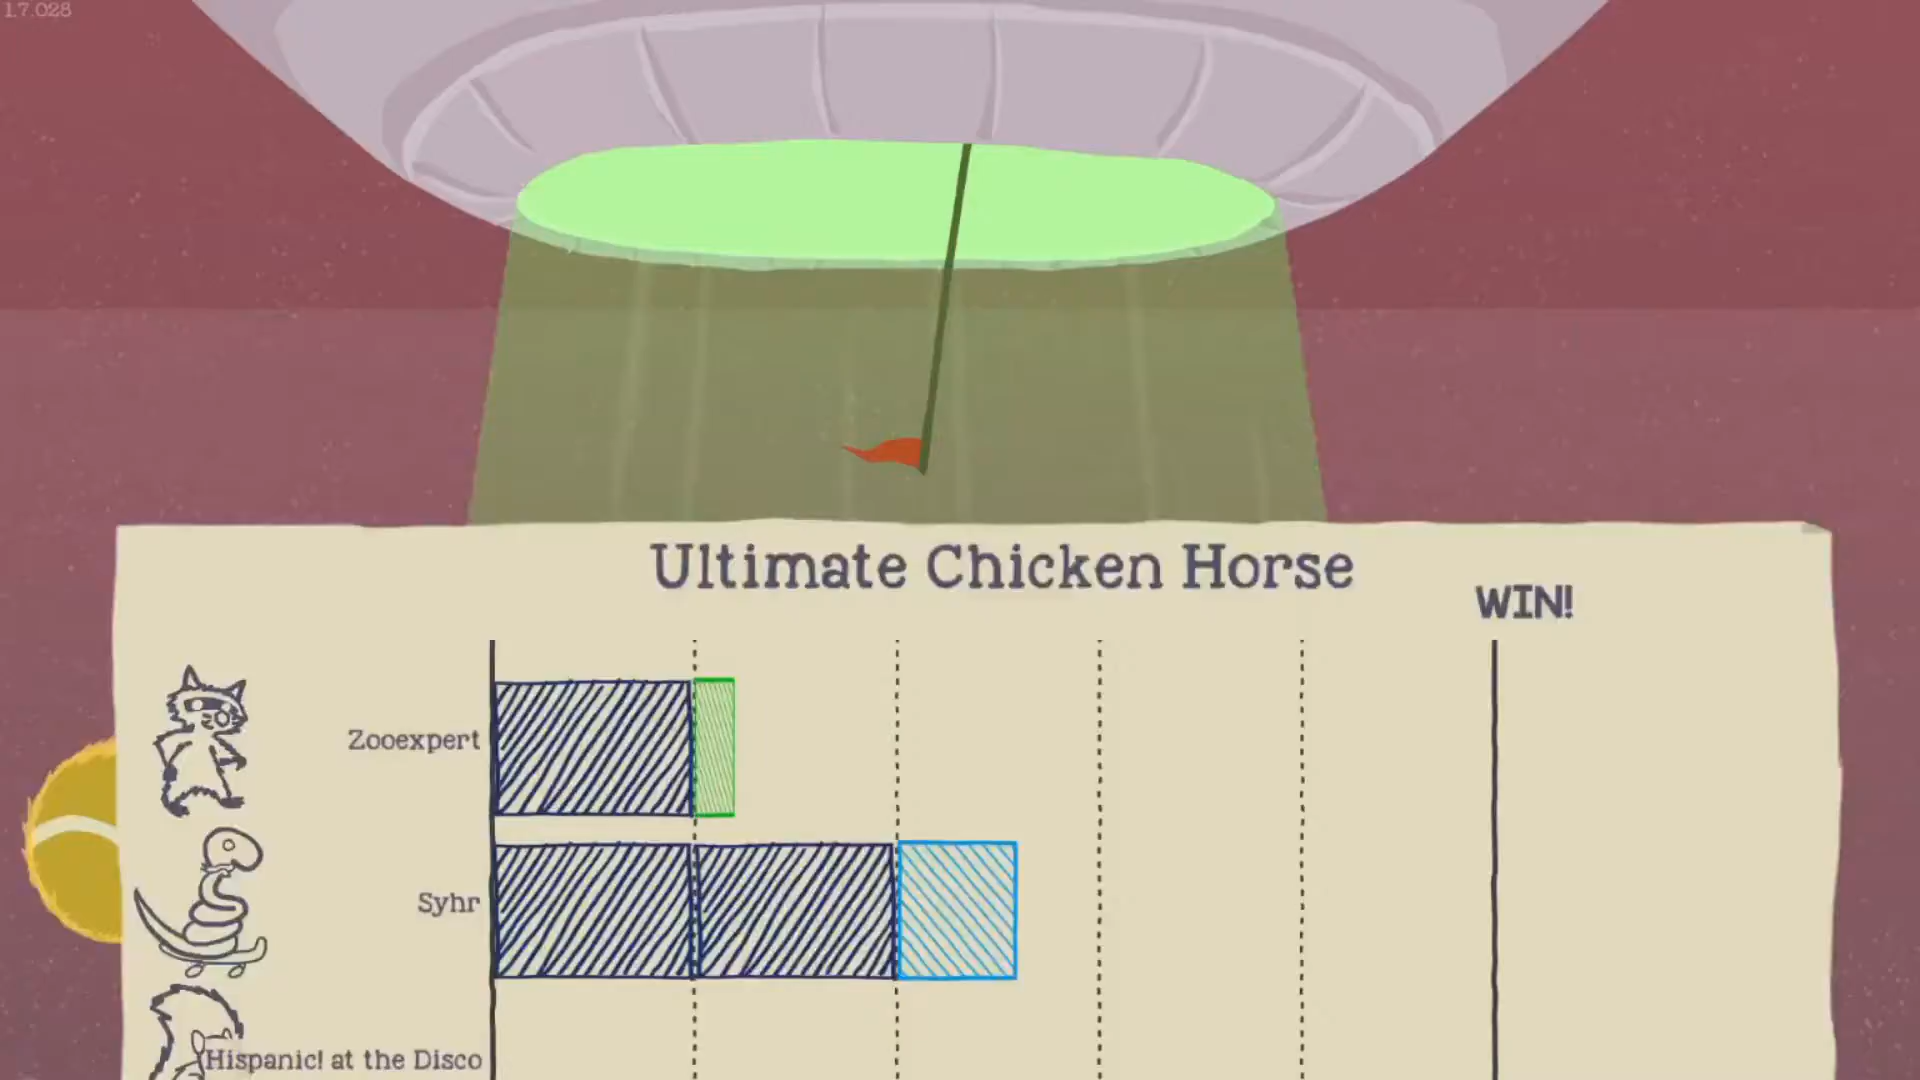 1.7.028
Ultimate Chicken Horse
WIN!
Zooexpert
Syhr
Hispanic! at the Disco